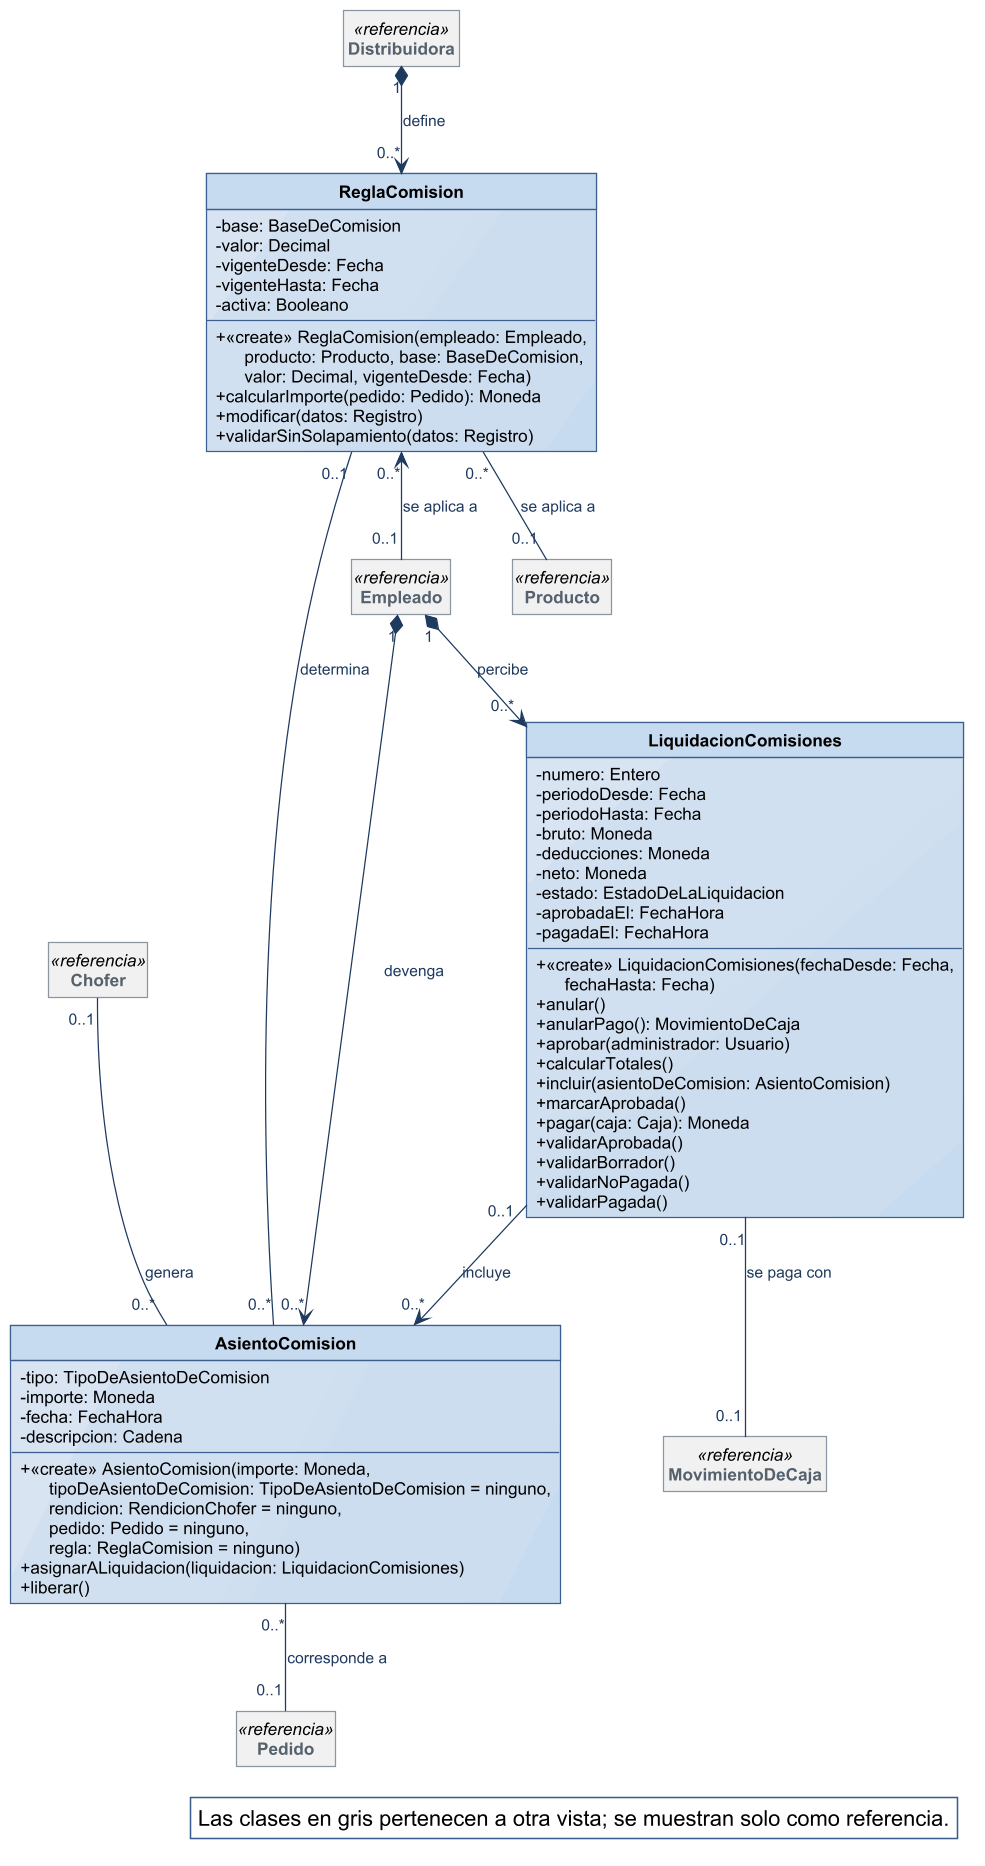 «referencia»
Distribuidora
1
define
0..*
ReglaComision
-base: BaseDeComision
-valor: Decimal
-vigenteDesde: Fecha
-vigenteHasta: Fecha
-activa: Booleano
+«create» ReglaComision(empleado: Empleado,
producto: Producto, base: BaseDeComision,
valor: Decimal, vigenteDesde: Fecha)
+calcularImporte(pedido: Pedido): Moneda
+modificar(datos: Registro)
+validarSinSolapamiento(datos: Registro)
0..1
0..*
0..*
se aplica a
se aplica a
0..1
0..1
«referencia»
Empleado
«referencia»
Producto
1
1
determina
percibe
0..*
LiquidacionComisiones
-numero: Entero
-periodoDesde: Fecha
-periodoHasta: Fecha
-bruto: Moneda
-deducciones: Moneda
-neto: Moneda
-estado: EstadoDeLaLiquidacion
-aprobadaEl: FechaHora
-pagadaEl: FechaHora
+«create» LiquidacionComisiones(fechaDesde: Fecha,
fechaHasta: Fecha)
+anular()
+anularPago(): MovimientoDeCaja
+aprobar(administrador: Usuario)
+calcularTotales()
+incluir(asientoDeComision: AsientoComision)
+marcarAprobada()
+pagar(caja: Caja): Moneda
+validarAprobada()
+validarBorrador()
+validarNoPagada()
+validarPagada()
«referencia»
Chofer
devenga
0..1
0..1
0..1
genera
incluye
se paga con
0..*
0..*
0..*
0..*
AsientoComision
-tipo: TipoDeAsientoDeComision
-importe: Moneda
-fecha: FechaHora
-descripcion: Cadena
+«create» AsientoComision(importe: Moneda,
tipoDeAsientoDeComision: TipoDeAsientoDeComision = ninguno,
rendicion: RendicionChofer = ninguno,
pedido: Pedido = ninguno,
regla: ReglaComision = ninguno)
+asignarALiquidacion(liquidacion: LiquidacionComisiones)
+liberar()
0..1
«referencia»
MovimientoDeCaja
0..*
corresponde a
0..1
«referencia»
Pedido
Las clases en gris pertenecen a otra vista; se muestran solo como referencia.